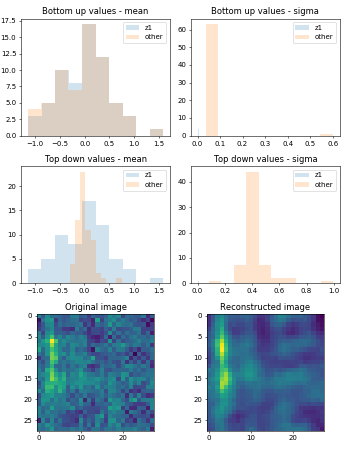 Bottom up values - mean
Bottom up values - sigma
17.5
15.0
12.5
10.0
7.5
5.0
2.5
0.0
z1
other
−1.0 −0.5 0.0 0.5 1.0 1.5
60
50
40
30
20
10
0
z1
other
0.0 0.1 0.2 0.3 0.4 0.5 0.6
Top down values - mean
Top down values - sigma
20
15
10
5
0
z1
other
−1.0 −0.5 0.0 0.5 1.0 1.5
40
30
20
10
0
z1
other
0.0 0.2 0.4 0.6 0.8 1.0
Original image
Reconstructed image
0
5
10
15
20
25
0 10 20
0
5
10
15
20
25
0 10 20